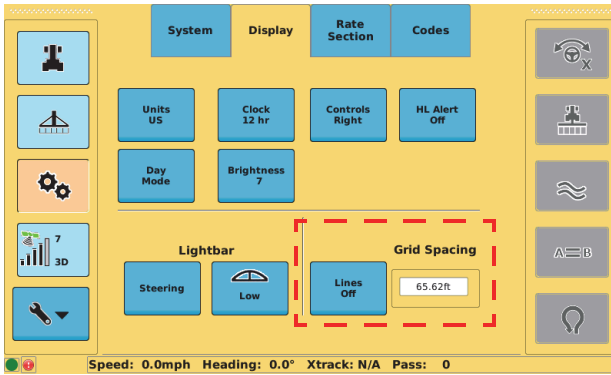 System
Display
Rate
Section
Codes
Units
US
Clock
12 hr
Controls
Right
HL Alert
Off
Day
Mode
Brightness
7
7
3D
Lightbar
Grid Spacing
Steering
Low
Lines
Off
65.62ft
X
A=B
Speed: 0.0mph Heading: 0.0° Xtrack: N/A Pass: 0